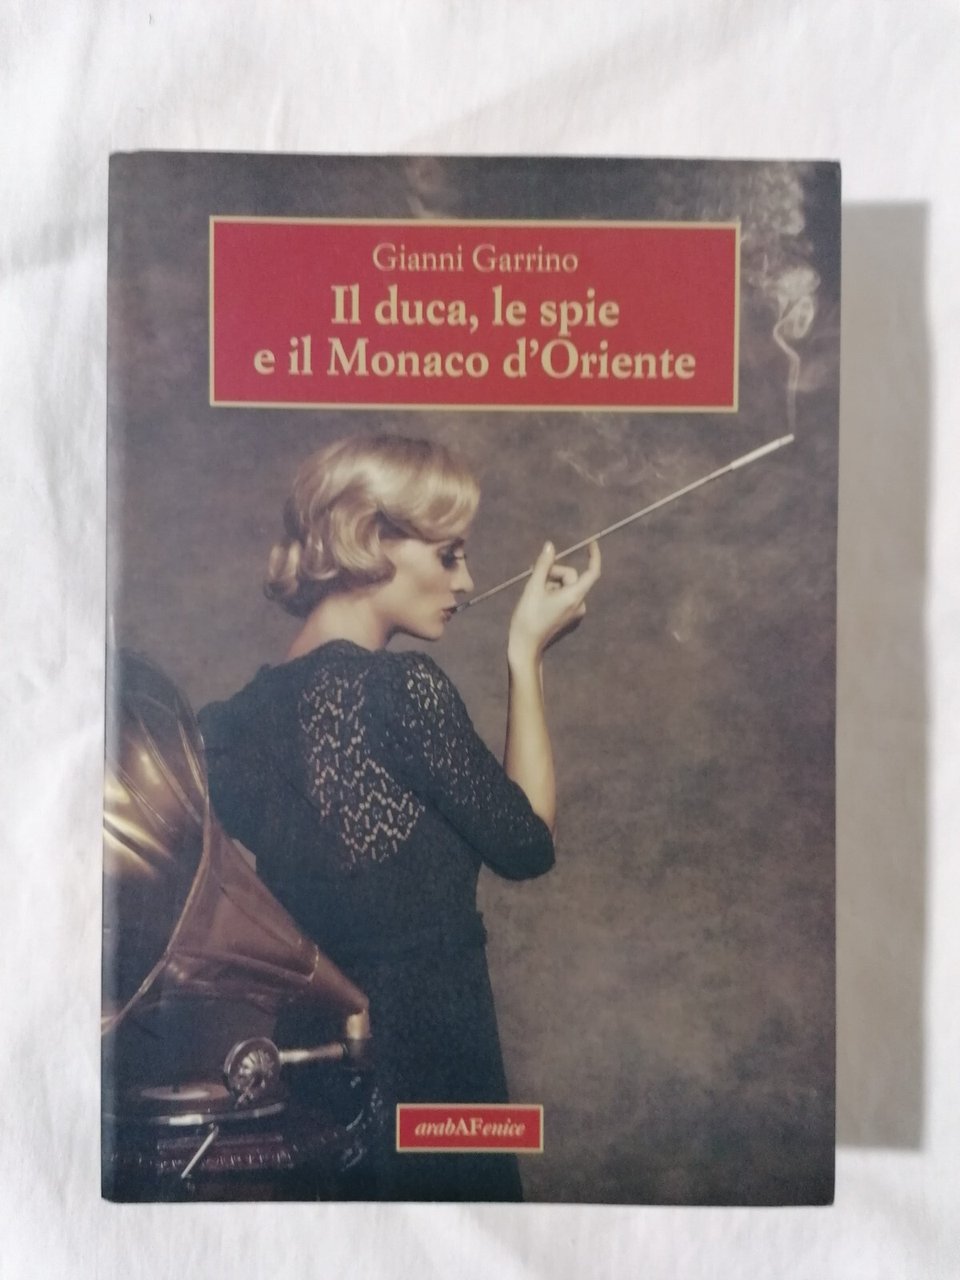 Gianni Garrino
Il duca, le spie
e il Monaco d'Oriente
arabAFenice